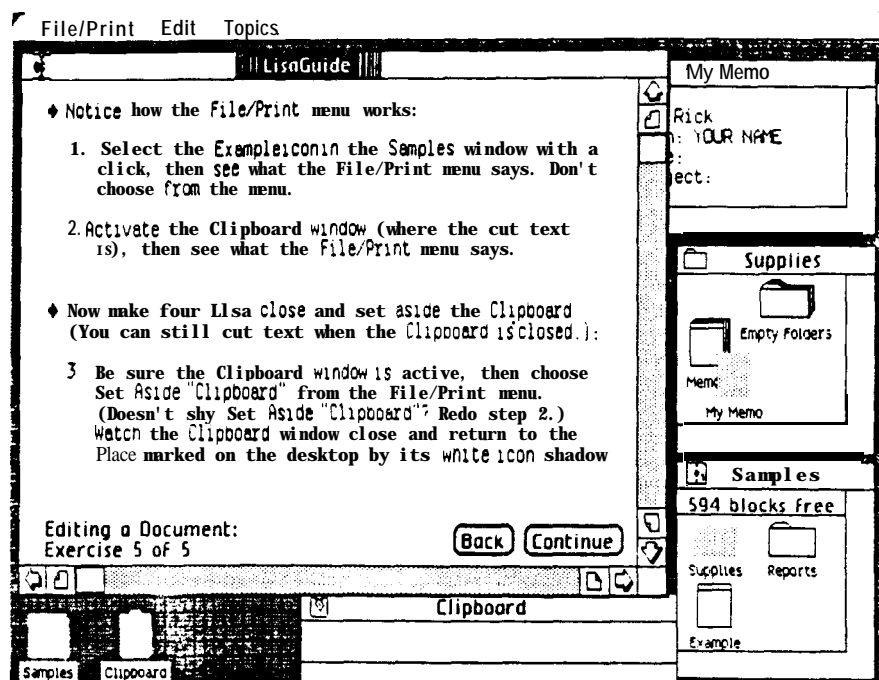 File/Print Edit Topics
LisaGuide
♦ Notice how the File/Print menu works:
1. Select the Example icon in the Samples window with a
click, then see what the File/Print menu says. Don't
choose from the menu.
2. Activate the Clipboard window (where the cut text
is), then see what the File/Print menu says.
♦ Now make four Llsa close and set aside the Clipboard
(You can still cut text when the Clipboard is closed.):
3 Be sure the Clipboard window is active, then choose
Set Aside "Clipboard" from the File/Print menu.
(Doesn't shy Set Aside "Clipboard"? Redo step 2.)
Watch the Clipboard window close and return to the
Place marked on the desktop by its white icon shadow
Editing a Document:
Exercise 5 of 5
Back Continue
My Memo
Rick
: YOUR NAME
:
ect:
Supplies
Empty Folders
Memo
My Memo
Samples
594 blocks free
Supplies Reports
Example
Clipboard
Samples Clipboard